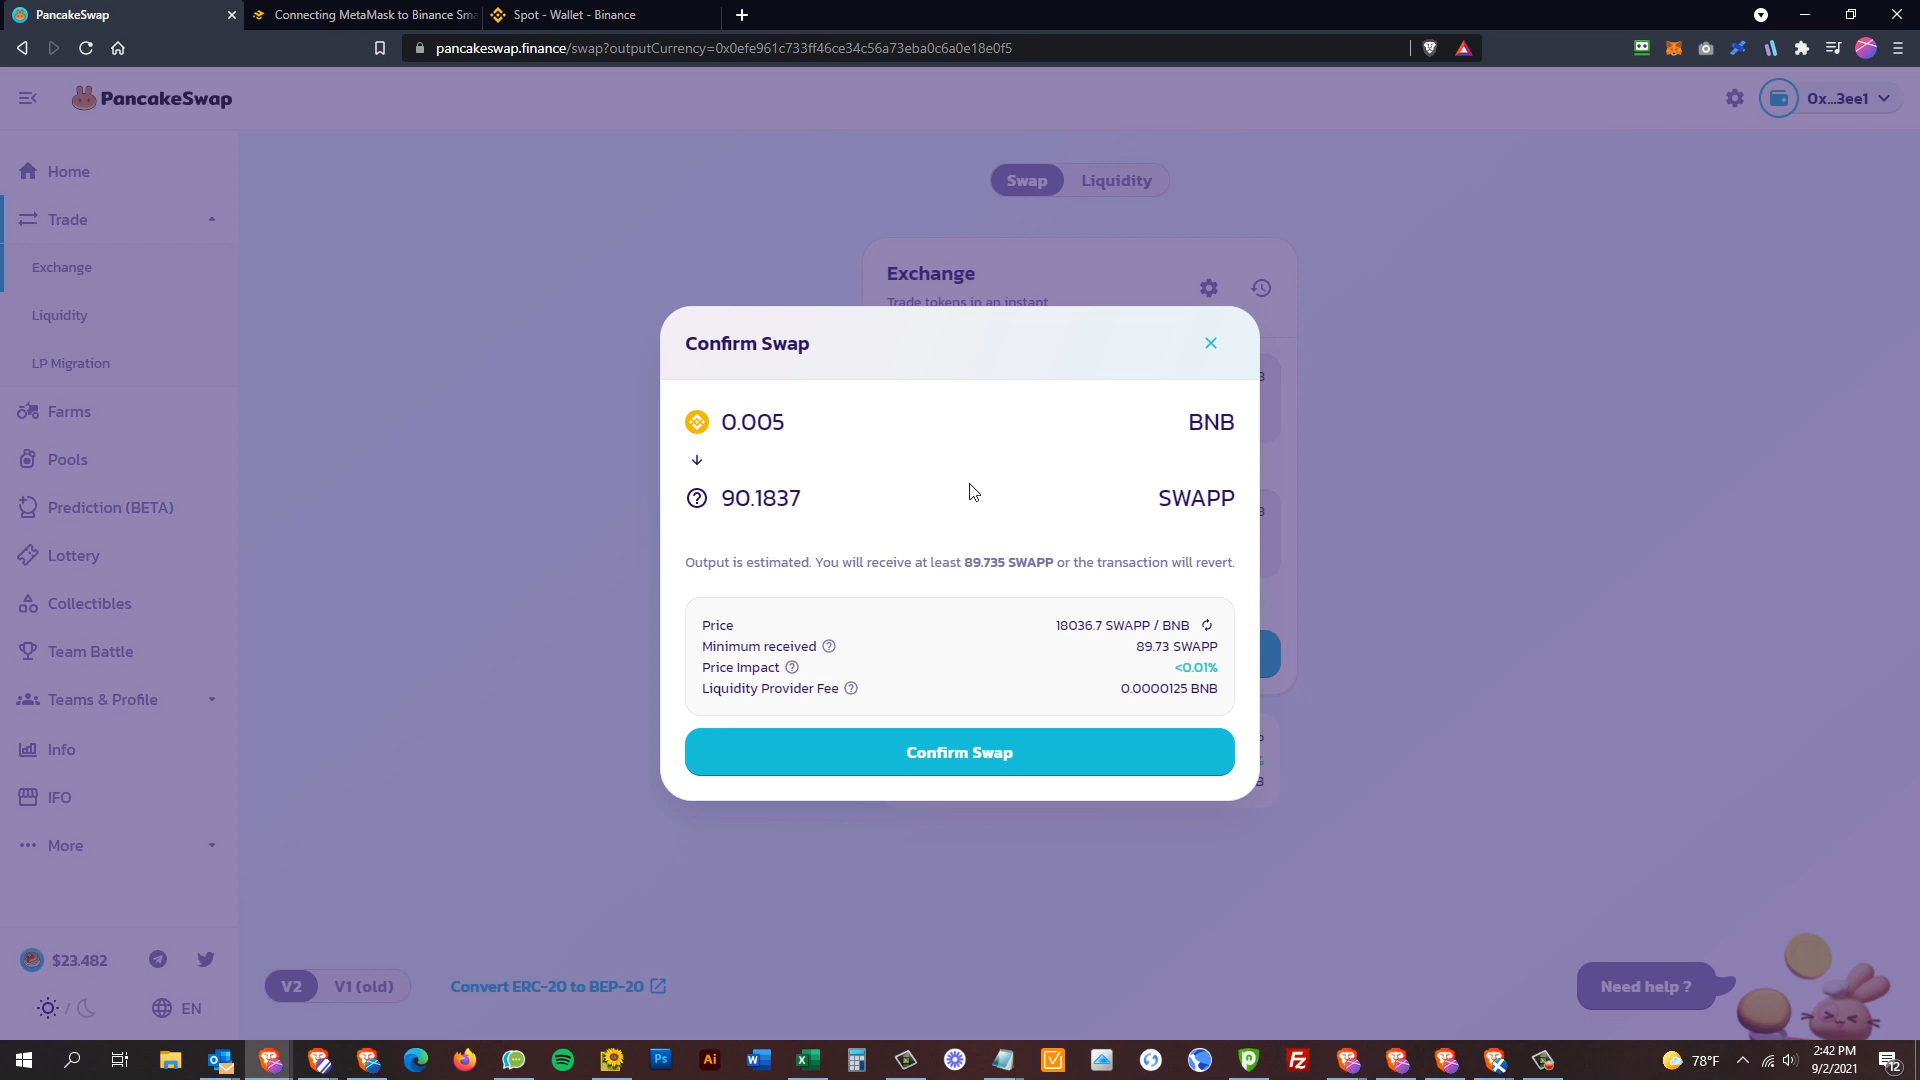 PancakeSwap
Connecting MetaMask to Binance Sma
Spot - Wallet - Binance
pancakeswap.finance/swap?outputCurrency=0x0efe961c733ff46ce34c56a73eba0c6a0e18e0f5
PancakeSwap
0x...3ee1
Home
Trade
Exchange
Liquidity
LP Migration
Farms
Pools
Prediction (BETA)
Lottery
Collectibles
Team Battle
Teams & Profile
Info
IFO
More
$23.482
/
EN
Swap
Liquidity
Exchange
Trade tokens in an instant
Confirm Swap
0.005 BNB
90.1837 SWAPP
Output is estimated. You will receive at least 89.735 SWAPP or the transaction will revert.
Price 18036.7 SWAPP / BNB
Minimum received 89.73 SWAPP
Price Impact <0.01%
Liquidity Provider Fee 0.0000125 BNB
Confirm Swap
V2
V1 (old)
Convert ERC-20 to BEP-20
Need help ?
Ps
Ai
78°F
2:42 PM
9/2/2021
12